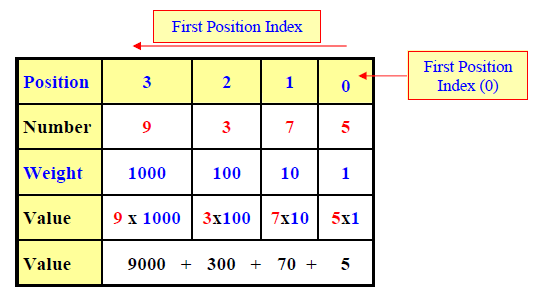 First Position Index
First Position
Index (0)
Position 3 2 1 0
Number 9 3 7 5
Weight 1000 100 10 1
Value 9 x 1000 3x100 7x10 5x1
Value 9000 + 300 + 70 + 5